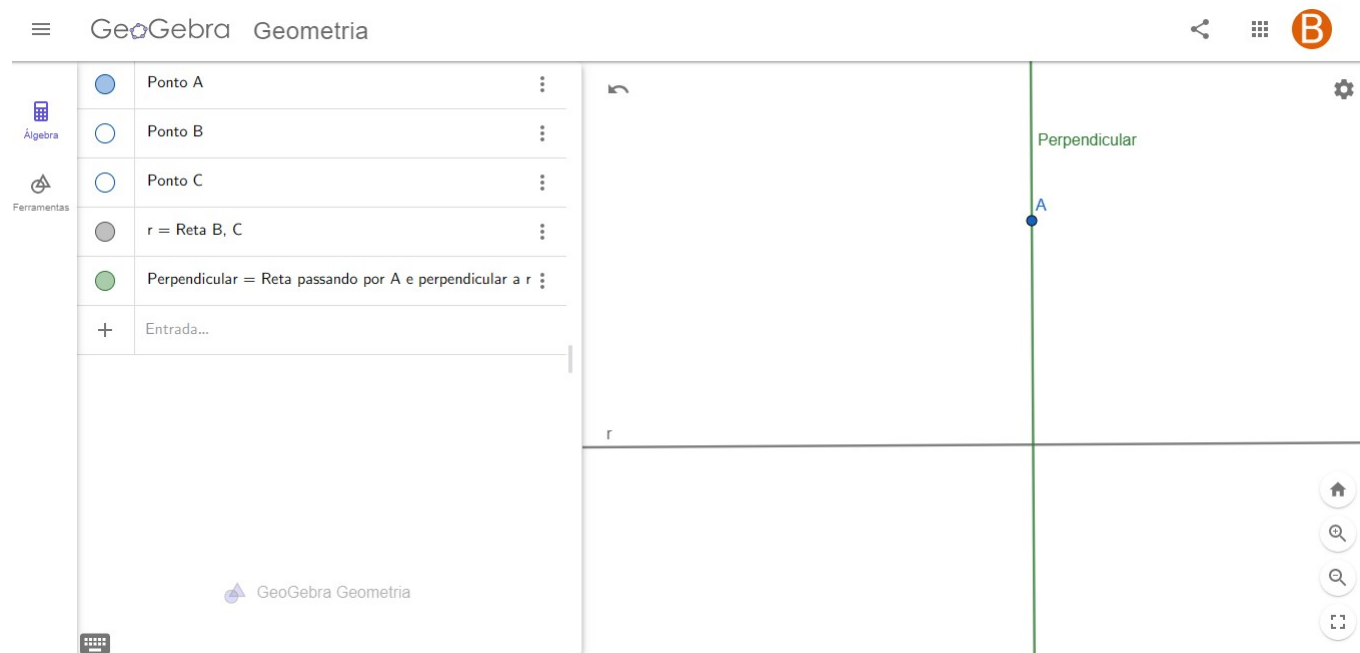 GeoGebra Geometria
B
Álgebra
Ferramentas
Ponto A
Ponto B
Ponto C
r = Reta B, C
Perpendicular = Reta passando por A e perpendicular a r
Entrada...
GeoGebra Geometria
Perpendicular
A
r